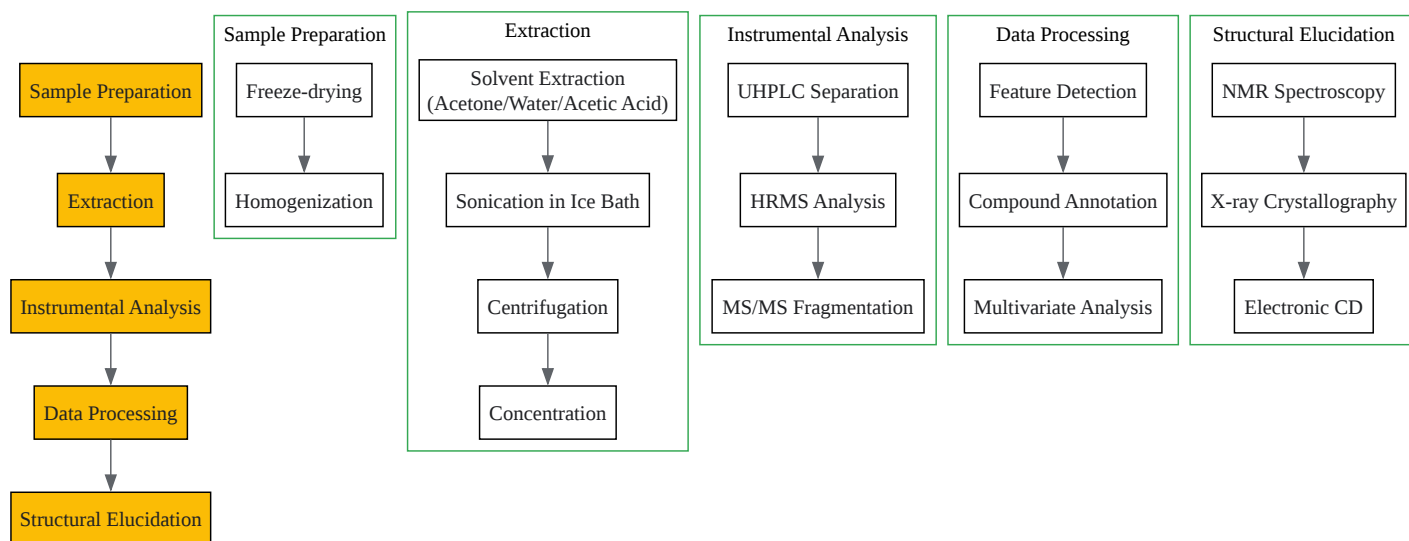 Sample Preparation
Extraction
Instrumental Analysis
Data Processing
Structural Elucidation
Sample Preparation
Freeze-drying
Homogenization
Extraction
Solvent Extraction
(Acetone/Water/Acetic Acid)
Sonication in Ice Bath
Centrifugation
Concentration
Instrumental Analysis
UHPLC Separation
HRMS Analysis
MS/MS Fragmentation
Data Processing
Feature Detection
Compound Annotation
Multivariate Analysis
Structural Elucidation
NMR Spectroscopy
X-ray Crystallography
Electronic CD